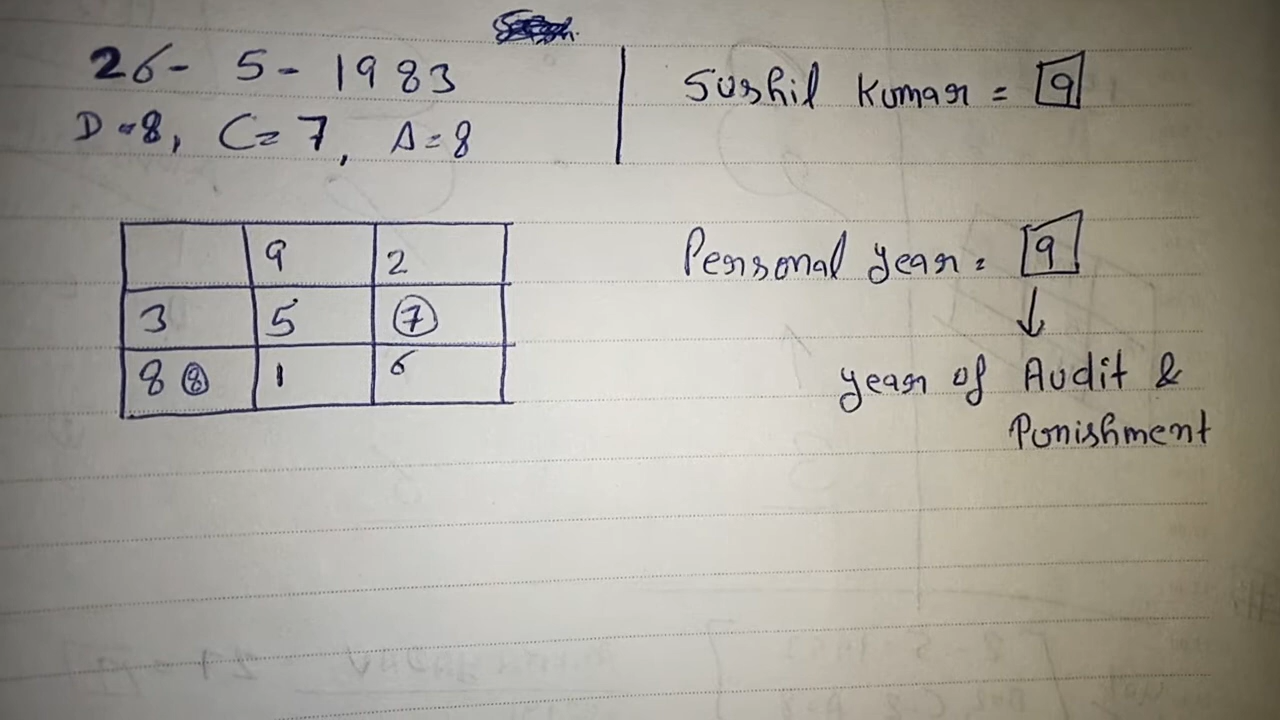 26- 5- 1983
D=8, C=7, A=8
Sushil Kumar = 9
9 2
3 5 7
8 8 1 6
Personal year = 9
↓
year of Audit &
Punishment